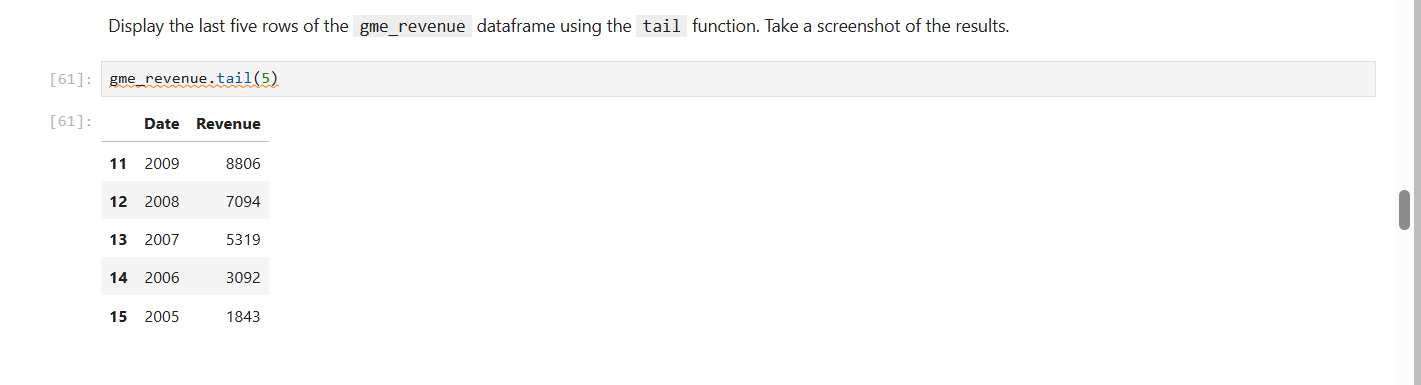 Display the last five rows of the gme_revenue dataframe using the tail function. Take a screenshot of the results.
[61]: gme_revenue.tail(5)
[61]: Date Revenue
11 2009 8806
12 2008 7094
13 2007 5319
14 2006 3092
15 2005 1843